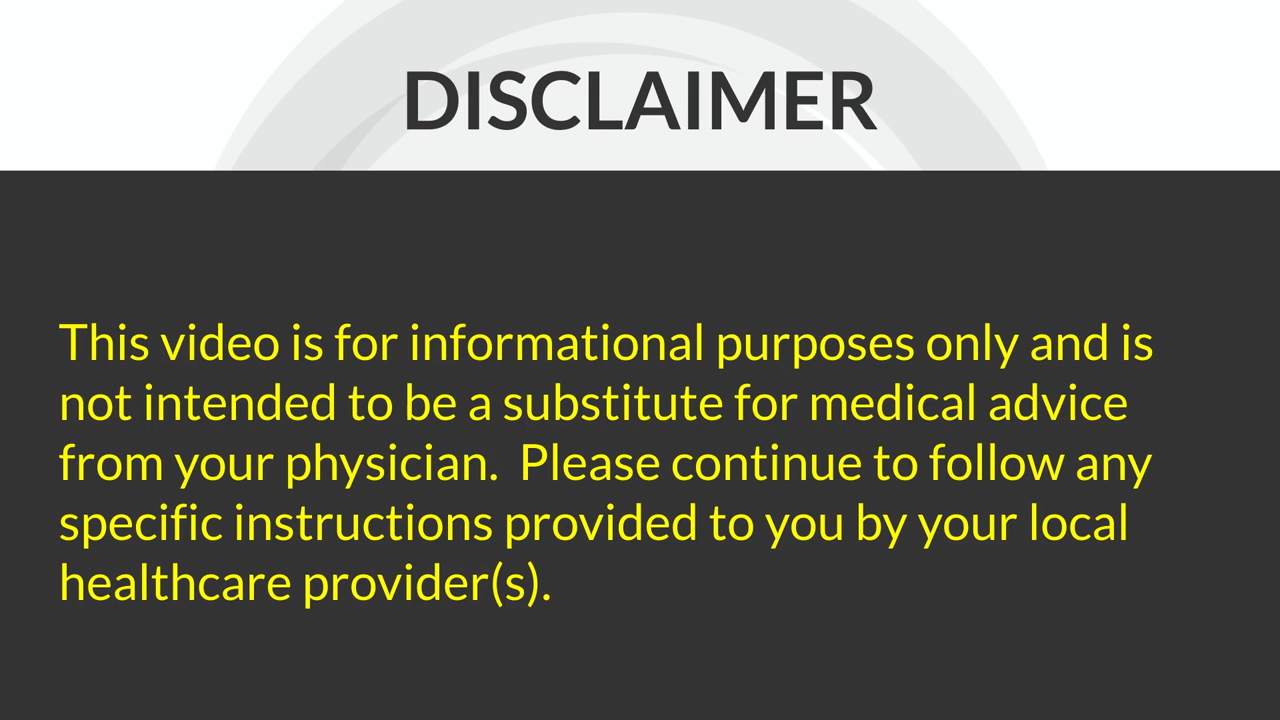 DISCLAIMER
This video is for informational purposes only and is
not intended to be a substitute for medical advice
from your physician.  Please continue to follow any
specific instructions provided to you by your local
healthcare provider(s).